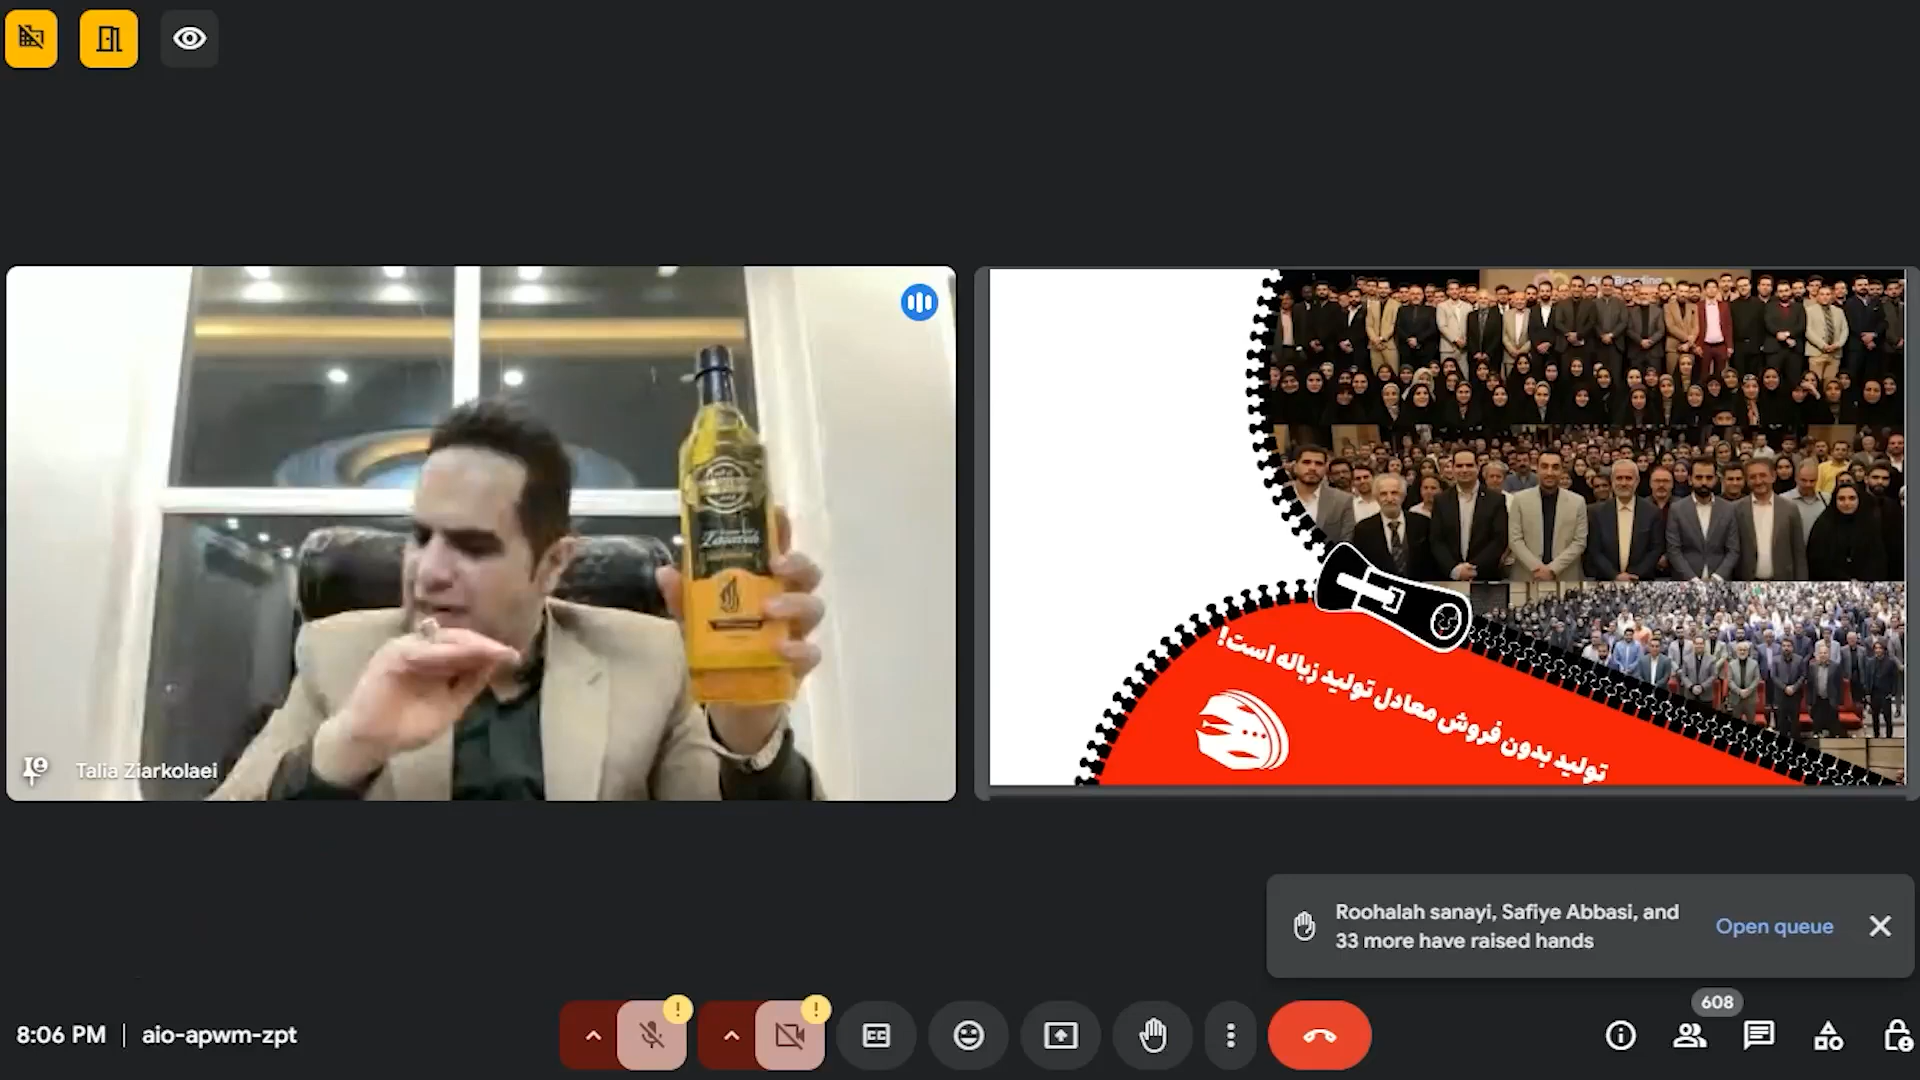 Talia Ziarkolaei
تولید بدون فروش معادل تولید زباله است!
Roohalah sanayi, Safiye Abbasi, and
33 more have raised hands
Open queue
8:06 PM | aio-apwm-zpt
CC
608